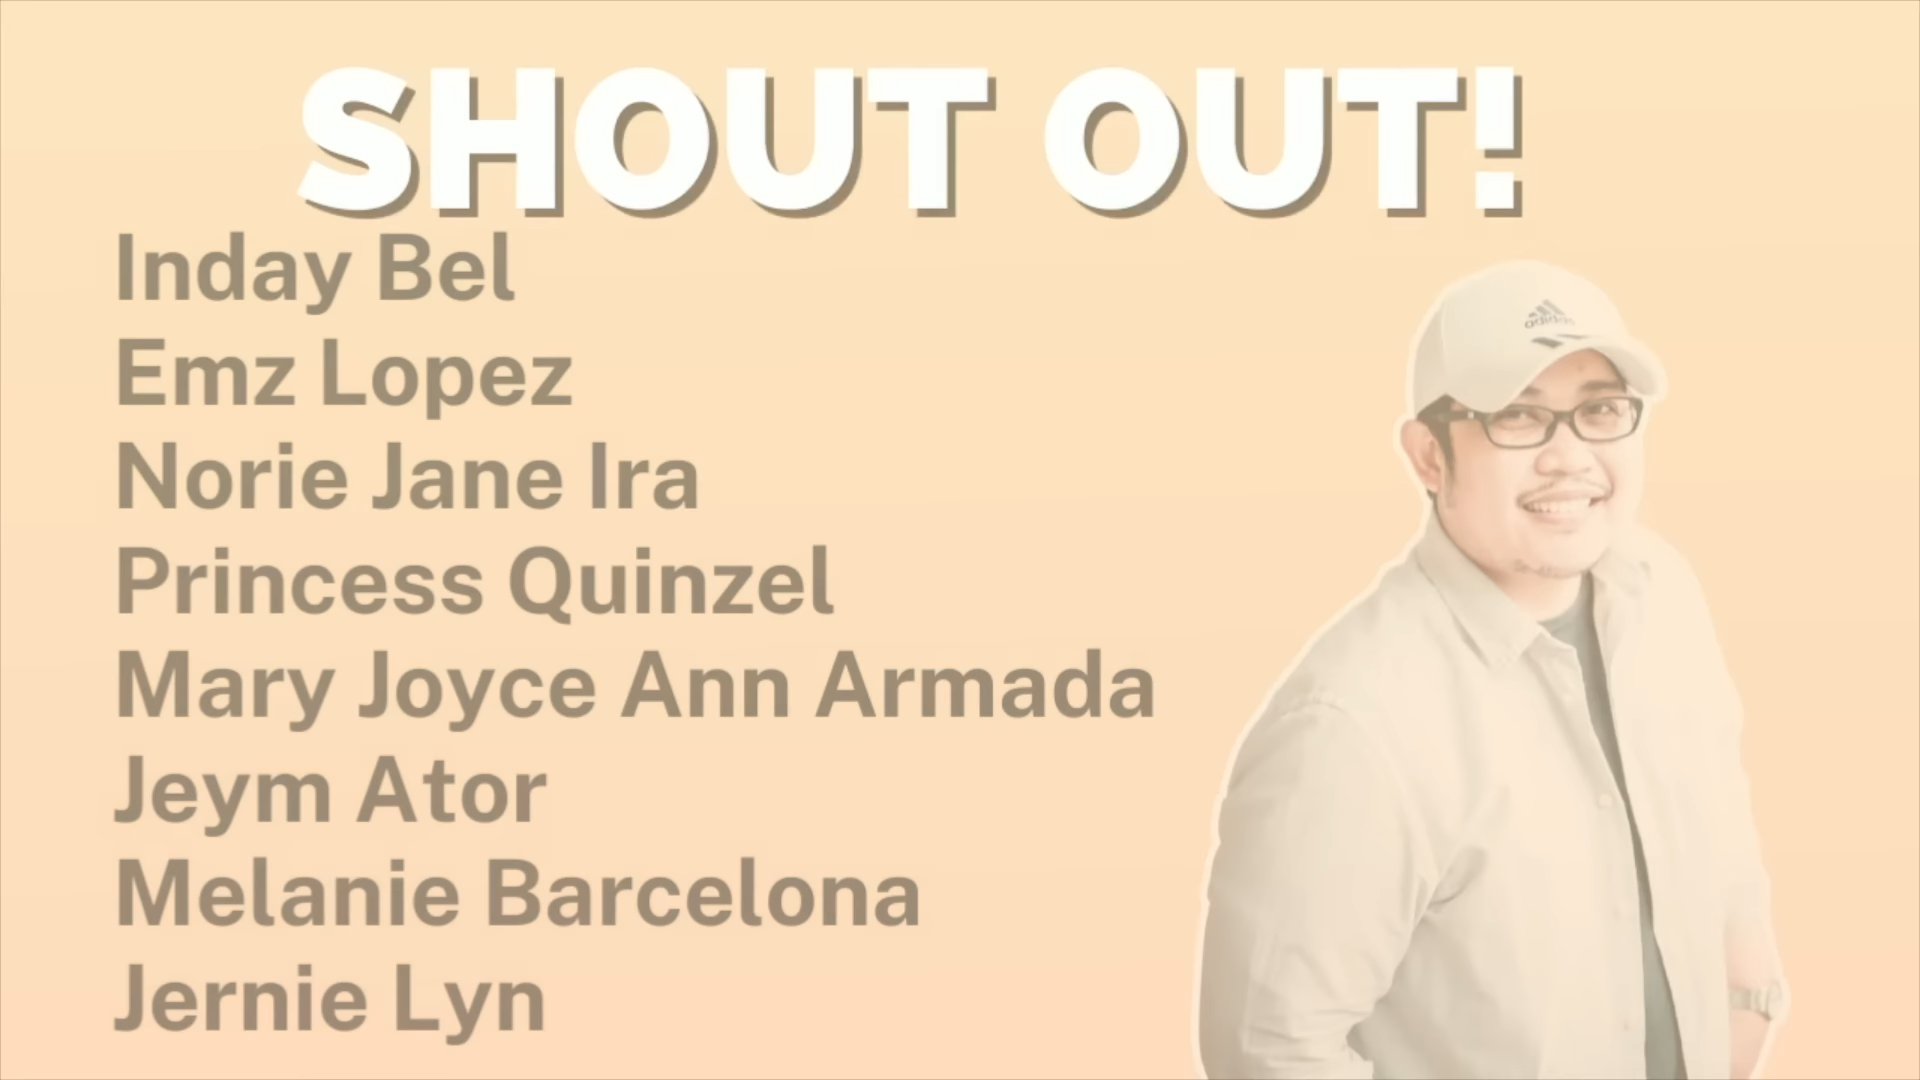 SHOUT OUT!
Inday Bel
Emz Lopez
Norie Jane Ira
Princess Quinzel
Mary Joyce Ann Armada
Jeym Ator
Melanie Barcelona
Jernie Lyn
adidas